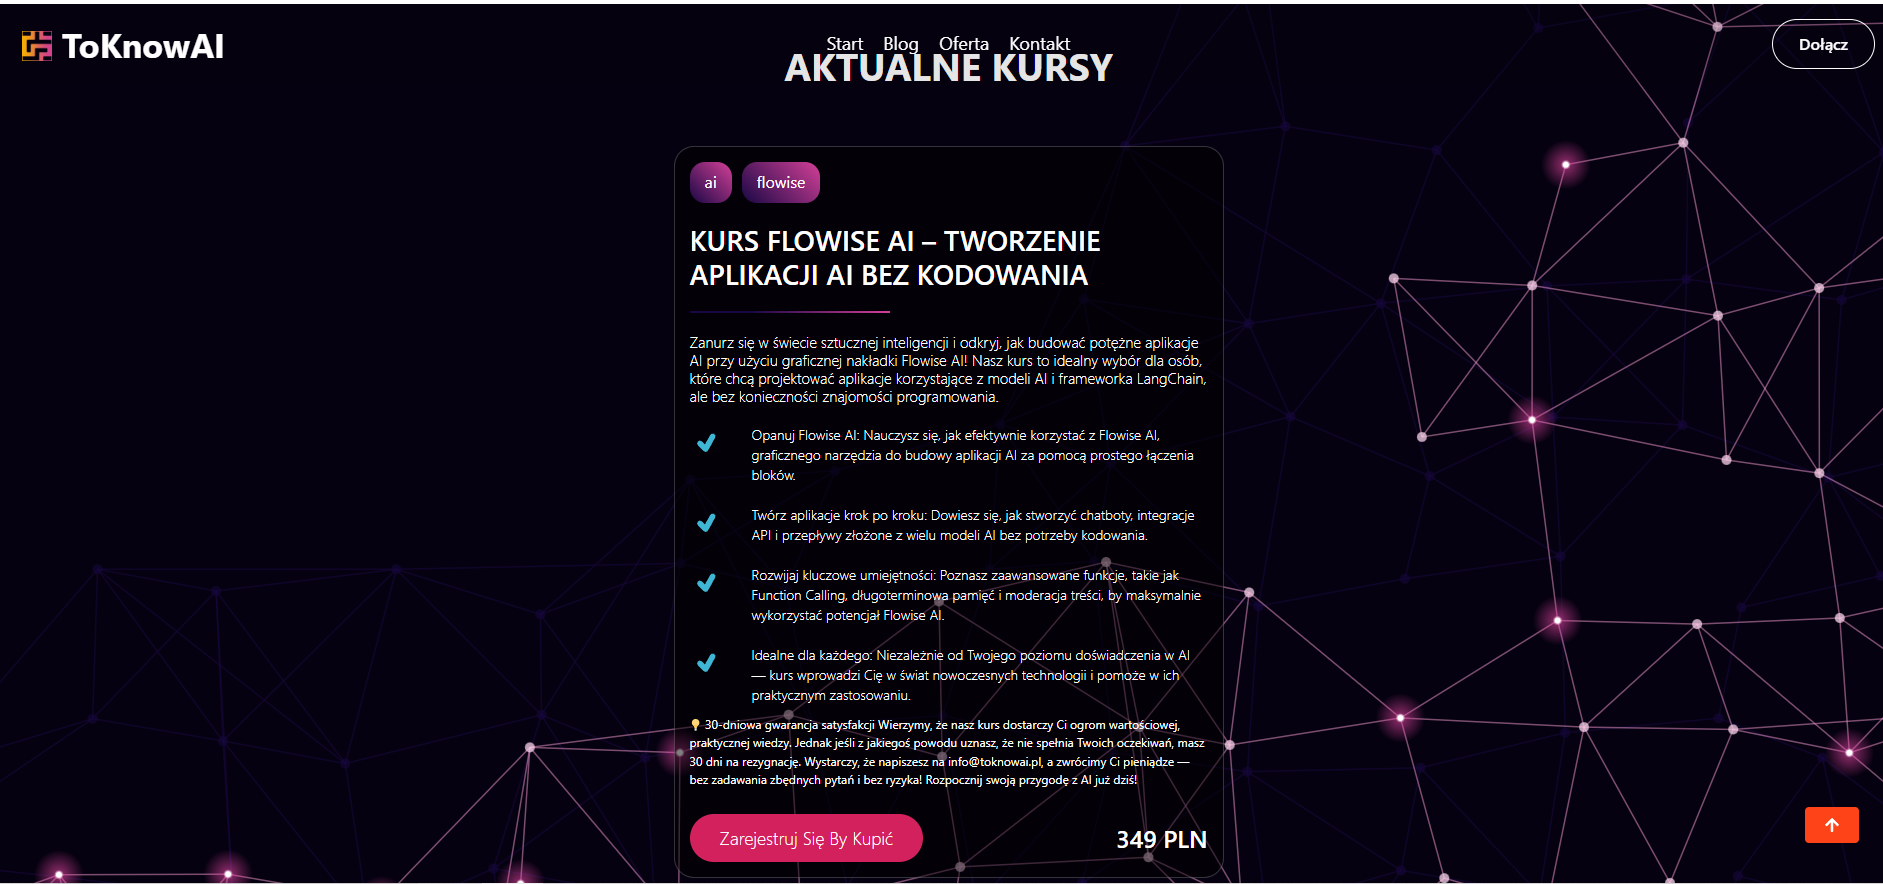 ToKnowAI
Start Blog Oferta Kontakt
Dołącz
AKTUALNE KURSY
ai flowise
KURS FLOWISE AI – TWORZENIE
APLIKACJI AI BEZ KODOWANIA
Zanurz się w świecie sztucznej inteligencji i odkryj, jak budować potężne aplikacje
AI przy użyciu graficznej nakładki Flowise AI! Nasz kurs to idealny wybór dla osób,
które chcą projektować aplikacje korzystające z modeli AI i frameworka LangChain,
ale bez konieczności znajomości programowania.
Opanuj Flowise AI: Nauczysz się, jak efektywnie korzystać z Flowise AI,
graficznego narzędzia do budowy aplikacji AI za pomocą prostego łączenia
bloków.
Twórz aplikacje krok po kroku: Dowiesz się, jak stworzyć chatboty, integracje
API i przepływy złożone z wielu modeli AI bez potrzeby kodowania.
Rozwijaj kluczowe umiejętności: Poznasz zaawansowane funkcje, takie jak
Function Calling, długoterminowa pamięć i moderacja treści, by maksymalnie
wykorzystać potencjał Flowise AI.
Idealne dla każdego: Niezależnie od Twojego poziomu doświadczenia w AI
— kurs wprowadzi Cię w świat nowoczesnych technologii i pomoże w ich
praktycznym zastosowaniu.
💡 30-dniowa gwarancja satysfakcji Wierzymy, że nasz kurs dostarczy Ci ogrom wartościowej,
praktycznej wiedzy. Jednak jeśli z jakiegoś powodu uznasz, że nie spełnia Twoich oczekiwań, masz
30 dni na rezygnację. Wystarczy, że napiszesz na info@toknowai.pl, a zwrócimy Ci pieniądze —
bez zadawania zbędnych pytań i bez ryzyka! Rozpocznij swoją przygodę z AI już dziś!
Zarejestruj Się By Kupić
349 PLN